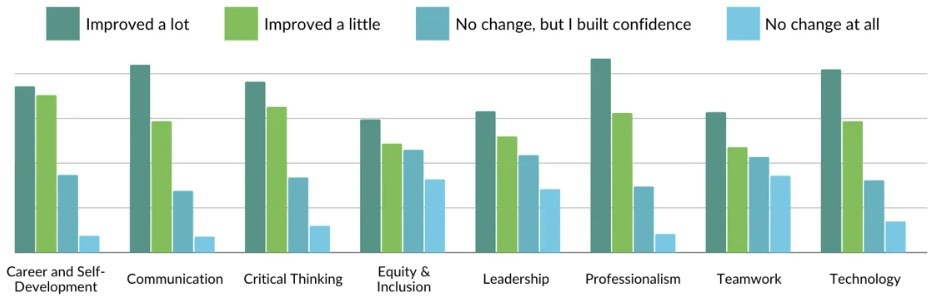 Improved a lot
Improved a little
No change, but I built confidence
No change at all
Career and Self-
Development
Communication
Critical Thinking
Equity &
Inclusion
Leadership
Professionalism
Teamwork
Technology